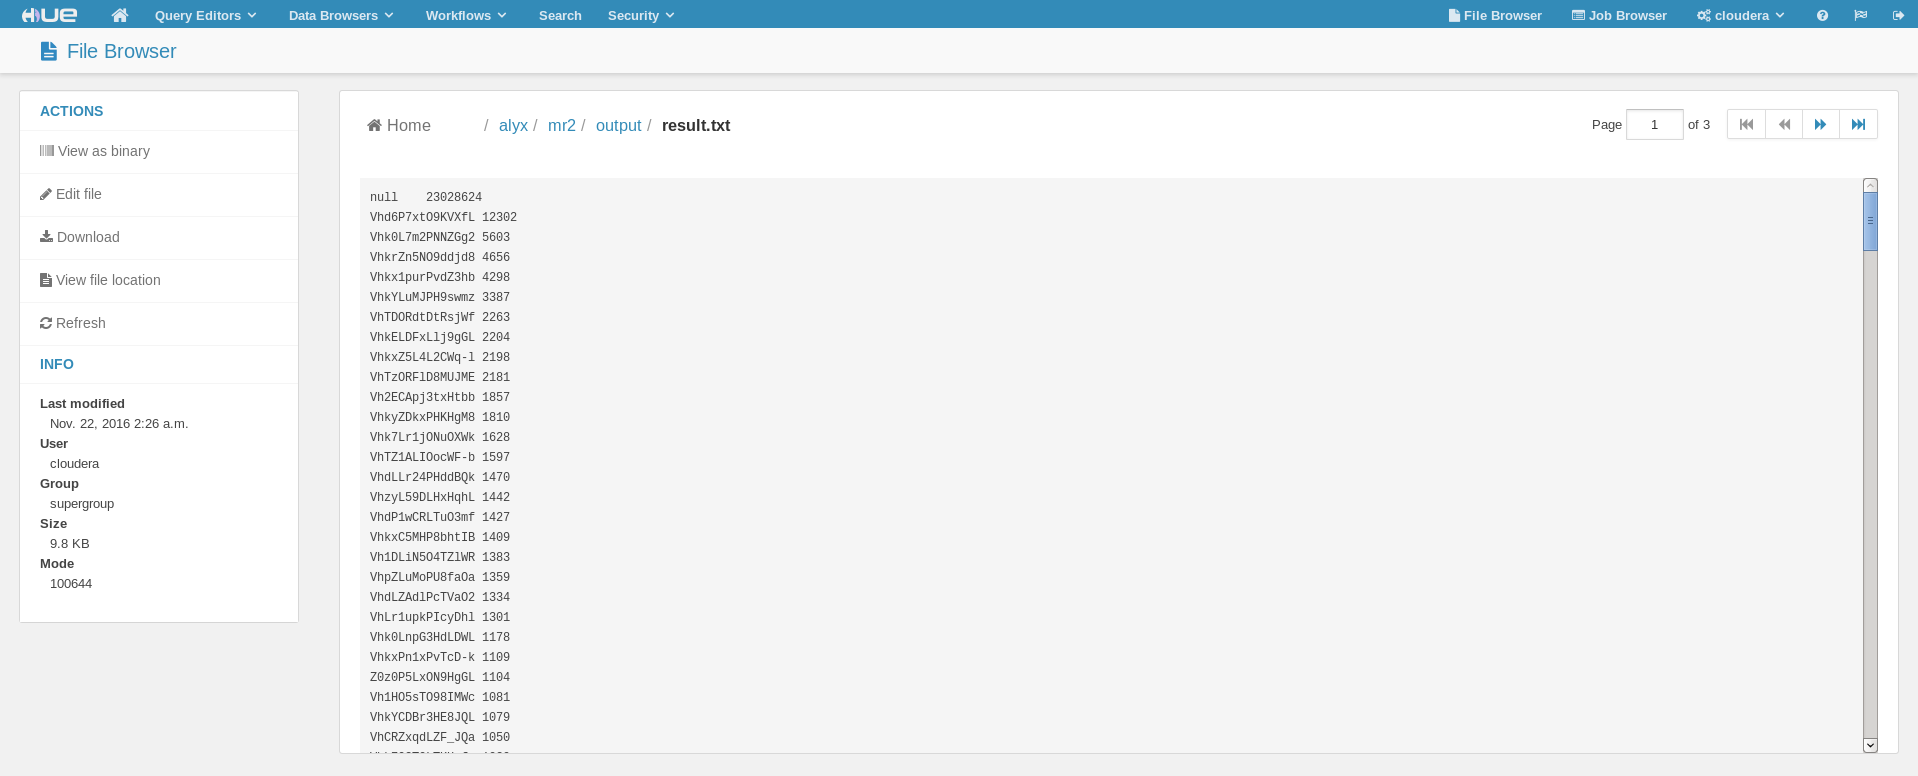 HUE Query Editors Data Browsers Workflows Search Security File Browser Job Browser cloudera
File Browser
ACTIONS
View as binary
Edit file
Download
View file location
Refresh
INFO
Last modified
Nov. 22, 2016 2:26 a.m.
User
cloudera
Group
supergroup
Size
9.8 KB
Mode
100644
Home / alyx / mr2 / output / result.txt
Page 1 of 3
null 23028624
Vhd6P7xtO9KVXfL 12302
Vhk0L7m2PNNZGg2 5603
VhkrZn5NO9ddjd8 4656
Vhkx1purPvdZ3hb 4298
VhkYLuMJPH9swmz 3387
VhTDORdtDtRsjWf 2263
VhkELDFxLlj9gGL 2204
VhkxZ5L4L2CWq-l 2198
VhTzORFlD8MUJME 2181
Vh2ECApj3txHtbb 1857
VhkyZDkxPHKHgM8 1810
Vhk7Lr1jONuOXWk 1628
VhTZ1ALIOocWF-b 1597
VhdLLr24PHddBQk 1470
VhzyL59DLHxHqhL 1442
VhdP1wCRLTuO3mf 1427
VhkxC5MHP8bhtIB 1409
Vh1DLiN5O4TZlWR 1383
VhpZLuMoPU8faOa 1359
VhdLZAdlPcTVaO2 1334
VhLr1upkPIcyDhl 1301
Vhk0LnpG3HdLDWL 1178
VhkxPn1xPvTcD-k 1109
Z0z0P5LxON9HgGL 1104
Vh1HO5sTO98IMWc 1081
VhkYCDBr3HE8JQL 1079
VhCRZxqdLZF_JQa 1050